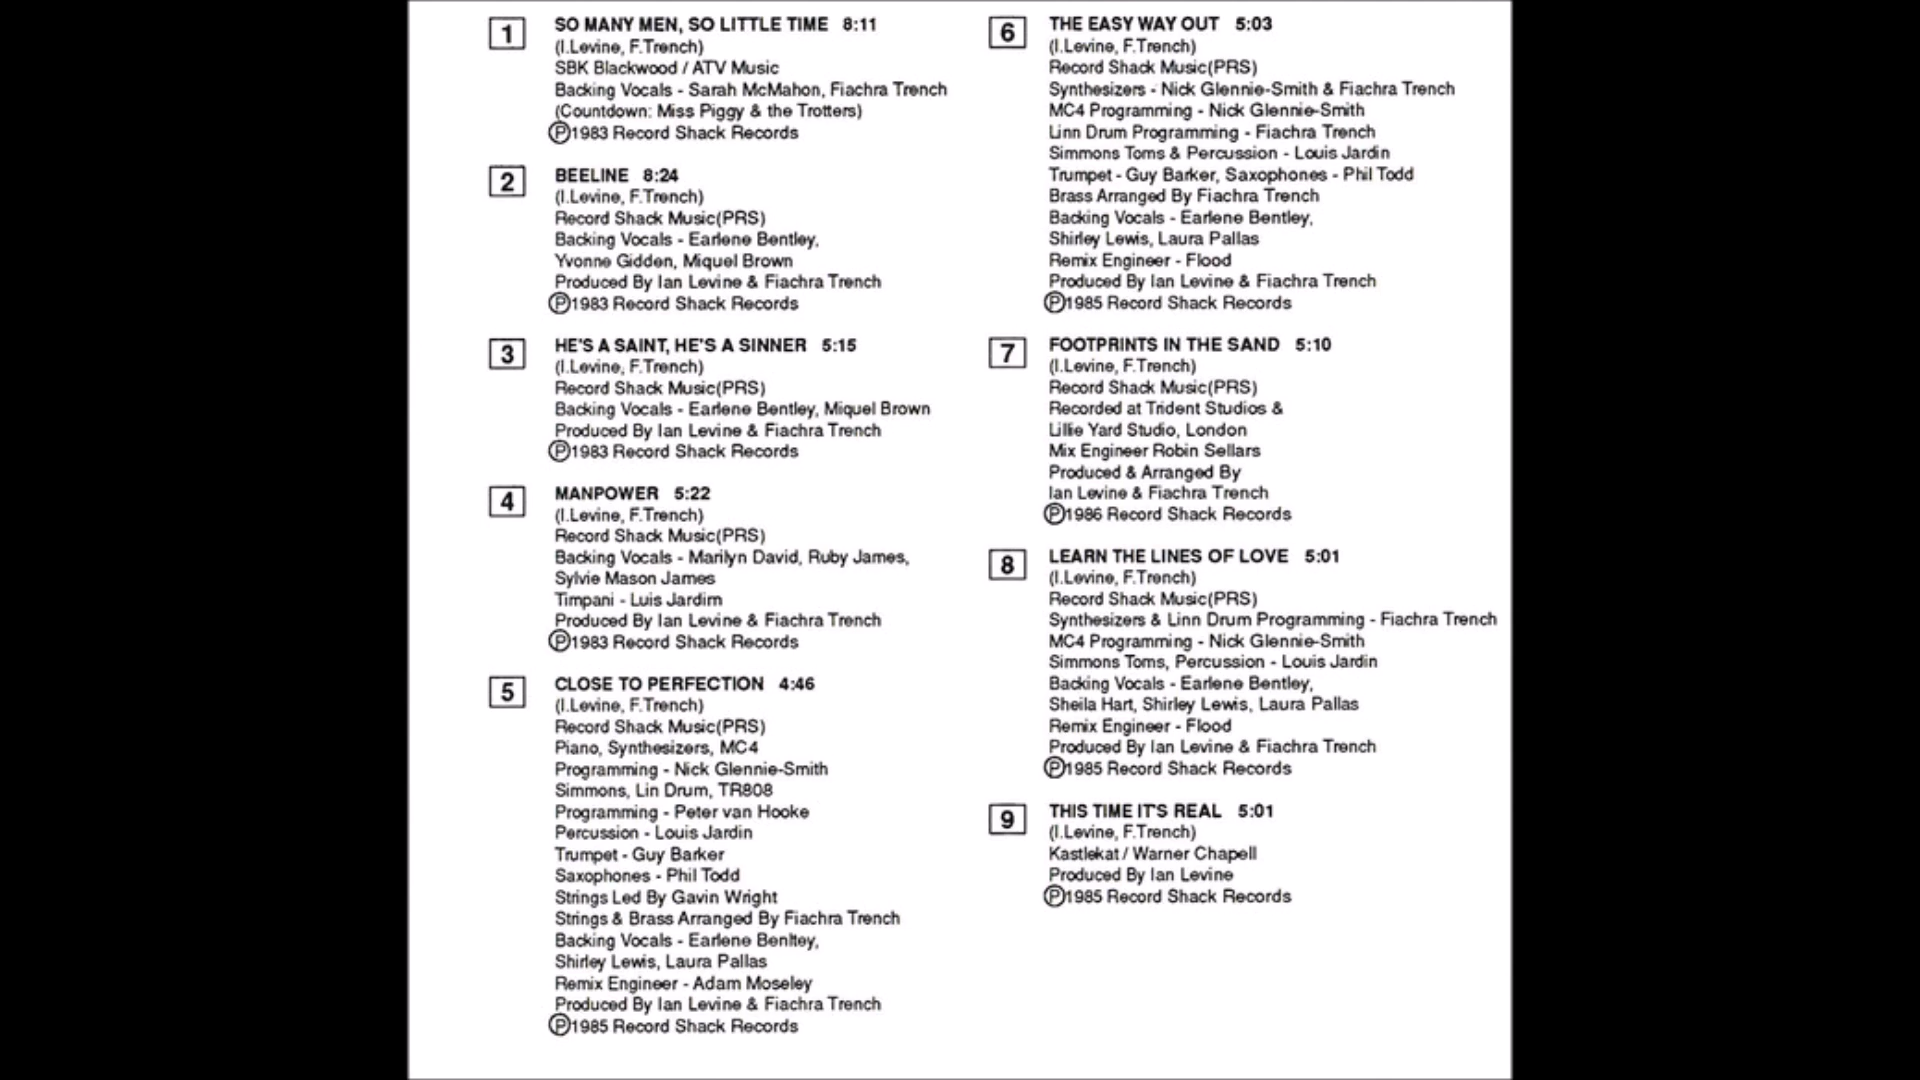 1
SO MANY MEN, SO LITTLE TIME 8:11
(I.Levine, F.Trench)
SBK Blackwood / ATV Music
Backing Vocals - Sarah McMahon, Fiachra Trench
(Countdown: Miss Piggy & the Trotters)
Ⓟ1983 Record Shack Records
2
BEELINE 8:24
(I.Levine, F.Trench)
Record Shack Music(PRS)
Backing Vocals - Earlene Bentley,
Yvonne Gidden, Miquel Brown
Produced By Ian Levine & Fiachra Trench
Ⓟ1983 Record Shack Records
3
HE'S A SAINT, HE'S A SINNER 5:15
(I.Levine, F.Trench)
Record Shack Music(PRS)
Backing Vocals - Earlene Bentley, Miquel Brown
Produced By Ian Levine & Fiachra Trench
Ⓟ1983 Record Shack Records
4
MANPOWER 5:22
(I.Levine, F.Trench)
Record Shack Music(PRS)
Backing Vocals - Marilyn David, Ruby James,
Sylvie Mason James
Timpani - Luis Jardim
Produced By Ian Levine & Fiachra Trench
Ⓟ1983 Record Shack Records
5
CLOSE TO PERFECTION 4:46
(I.Levine, F.Trench)
Record Shack Music(PRS)
Piano, Synthesizers, MC4
Programming - Nick Glennie-Smith
Simmons, Lin Drum, TR808
Programming - Peter van Hooke
Percussion - Louis Jardin
Trumpet - Guy Barker
Saxophones - Phil Todd
Strings Led By Gavin Wright
Strings & Brass Arranged By Fiachra Trench
Backing Vocals - Earlene Benltey,
Shirley Lewis, Laura Pallas
Remix Engineer - Adam Moseley
Produced By Ian Levine & Fiachra Trench
Ⓟ1985 Record Shack Records
6
THE EASY WAY OUT 5:03
(I.Levine, F.Trench)
Record Shack Music(PRS)
Synthesizers - Nick Glennie-Smith & Fiachra Trench
MC4 Programming - Nick Glennie-Smith
Linn Drum Programming - Fiachra Trench
Simmons Toms & Percussion - Louis Jardin
Trumpet - Guy Barker, Saxophones - Phil Todd
Brass Arranged By Fiachra Trench
Backing Vocals - Earlene Bentley,
Shirley Lewis, Laura Pallas
Remix Engineer - Flood
Produced By Ian Levine & Fiachra Trench
Ⓟ1985 Record Shack Records
7
FOOTPRINTS IN THE SAND 5:10
(I.Levine, F.Trench)
Record Shack Music(PRS)
Recorded at Trident Studios &
Lillie Yard Studio, London
Mix Engineer Robin Sellars
Produced & Arranged By
Ian Levine & Fiachra Trench
Ⓟ1986 Record Shack Records
8
LEARN THE LINES OF LOVE 5:01
(I.Levine, F.Trench)
Record Shack Music(PRS)
Synthesizers & Linn Drum Programming - Fiachra Trench
MC4 Programming - Nick Glennie-Smith
Simmons Toms, Percussion - Louis Jardin
Backing Vocals - Earlene Bentley,
Sheila Hart, Shirley Lewis, Laura Pallas
Remix Engineer - Flood
Produced By Ian Levine & Fiachra Trench
Ⓟ1985 Record Shack Records
9
THIS TIME IT'S REAL 5:01
(I.Levine, F.Trench)
Kastlekat / Warner Chapell
Produced By Ian Levine
Ⓟ1985 Record Shack Records